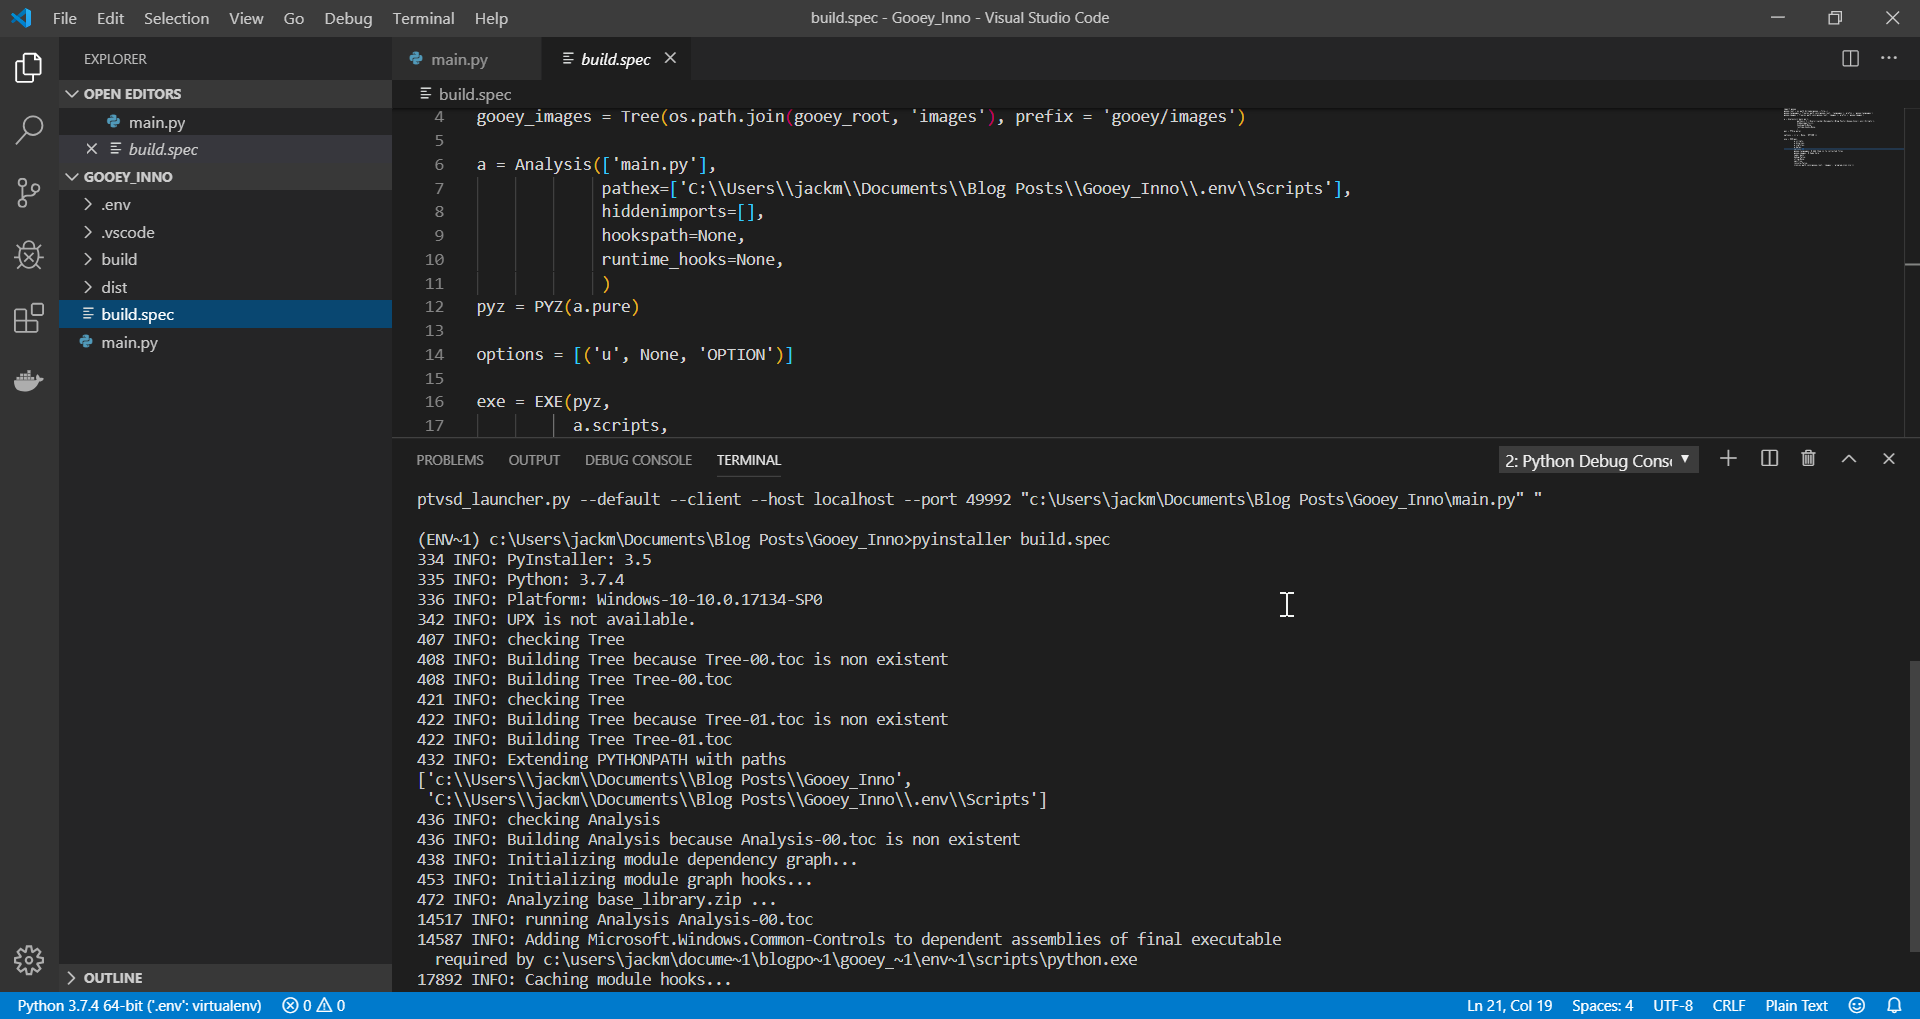 File Edit Selection View Go Debug Terminal Help
build.spec - Gooey_Inno - Visual Studio Code
EXPLORER
OPEN EDITORS
main.py
build.spec
GOOEY_INNO
.env
.vscode
build
dist
build.spec
main.py
OUTLINE
main.py
build.spec
build.spec
4 gooey_images = Tree(os.path.join(gooey_root, 'images'), prefix = 'gooey/images')
5
6 a = Analysis(['main.py'],
7 pathex=['C:\\Users\\jackm\\Documents\\Blog Posts\\Gooey_Inno\\.env\\Scripts'],
8 hiddenimports=[],
9 hookspath=None,
10 runtime_hooks=None,
11 )
12 pyz = PYZ(a.pure)
13
14 options = [('u', None, 'OPTION')]
15
16 exe = EXE(pyz,
17 a.scripts,
PROBLEMS OUTPUT DEBUG CONSOLE TERMINAL
2: Python Debug Cons
ptvsd_launcher.py --default --client --host localhost --port 49992 "c:\Users\jackm\Documents\Blog Posts\Gooey_Inno\main.py" "
(ENV~1) c:\Users\jackm\Documents\Blog Posts\Gooey_Inno>pyinstaller build.spec
334 INFO: PyInstaller: 3.5
335 INFO: Python: 3.7.4
336 INFO: Platform: Windows-10-10.0.17134-SP0
342 INFO: UPX is not available.
407 INFO: checking Tree
408 INFO: Building Tree because Tree-00.toc is non existent
408 INFO: Building Tree Tree-00.toc
421 INFO: checking Tree
422 INFO: Building Tree because Tree-01.toc is non existent
422 INFO: Building Tree Tree-01.toc
432 INFO: Extending PYTHONPATH with paths
['c:\\Users\\jackm\\Documents\\Blog Posts\\Gooey_Inno',
'C:\\Users\\jackm\\Documents\\Blog Posts\\Gooey_Inno\\.env\\Scripts']
436 INFO: checking Analysis
436 INFO: Building Analysis because Analysis-00.toc is non existent
438 INFO: Initializing module dependency graph...
453 INFO: Initializing module graph hooks...
472 INFO: Analyzing base_library.zip ...
14517 INFO: running Analysis Analysis-00.toc
14587 INFO: Adding Microsoft.Windows.Common-Controls to dependent assemblies of final executable
required by c:\users\jackm\docume~1\blogpo~1\gooey_~1\env~1\scripts\python.exe
17892 INFO: Caching module hooks...
Python 3.7.4 64-bit ('.env': virtualenv) 0 0
Ln 21, Col 19 Spaces: 4 UTF-8 CRLF Plain Text